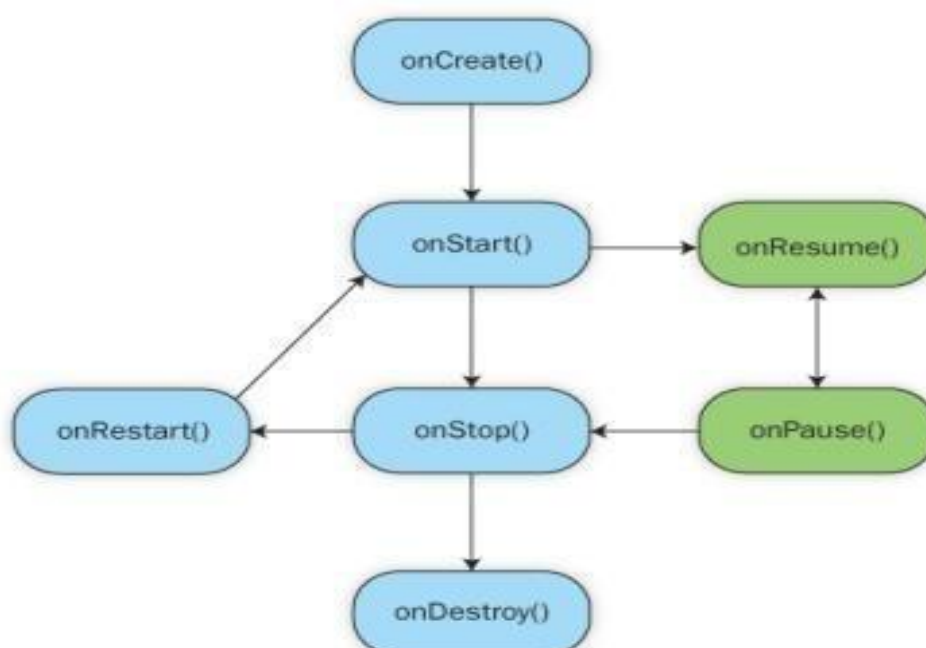 onCreate()
onStart()
onResume()
onRestart()
onStop()
onPause()
onDestroy()